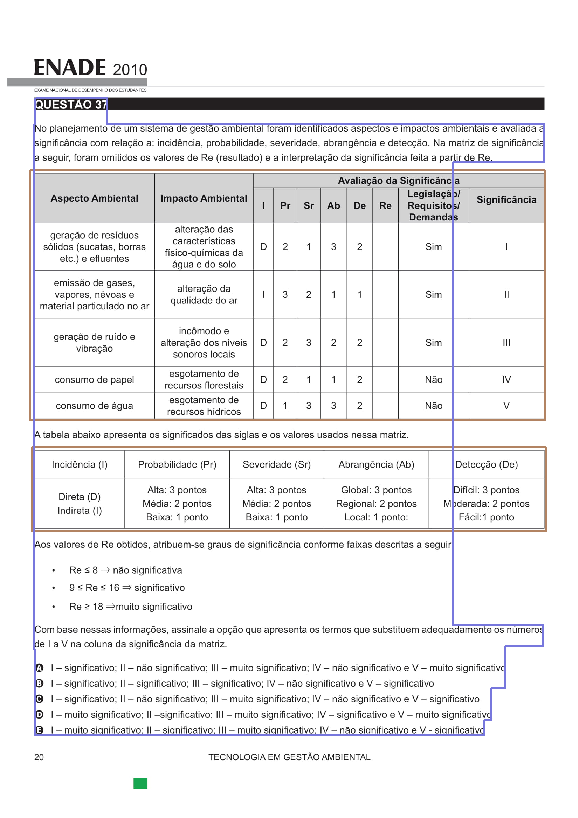 ENADE 2010
EXAME NACIONAL DE DESEMPENHO DOS ESTUDANTES
QUESTÃO 37
No planejamento de um sistema de gestão ambiental foram identificados aspectos e impactos ambientais e avaliada a
significância com relação a: incidência, probabilidade, severidade, abrangência e detecção. Na matriz de significância
a seguir, foram omitidos os valores de Re (resultado) e a interpretação da significância feita a partir de Re.
Avaliação da Significância
Aspecto Ambiental Impacto Ambiental I Pr Sr Ab De Re Legislação/ Requisitos/ Demandas Significância
geração de resíduos sólidos (sucatas, borras etc.) e efluentes alteração das características físico-químicas da água e do solo D 2 1 3 2 Sim I
emissão de gases, vapores, névoas e material particulado no ar alteração da qualidade do ar I 3 2 1 1 Sim II
geração de ruído e vibração incômodo e alteração dos níveis sonoros locais D 2 3 2 2 Sim III
consumo de papel esgotamento de recursos florestais D 2 1 1 2 Não IV
consumo de água esgotamento de recursos hídricos D 1 3 3 2 Não V
A tabela abaixo apresenta os significados das siglas e os valores usados nessa matriz.
Incidência (I) Probabilidade (Pr) Severidade (Sr) Abrangência (Ab) Detecção (De)
Direta (D) Indireta (I) Alta: 3 pontos Média: 2 pontos Baixa: 1 ponto Alta: 3 pontos Média: 2 pontos Baixa: 1 ponto Global: 3 pontos Regional: 2 pontos Local: 1 ponto: Difícil: 3 pontos Moderada: 2 pontos Fácil:1 ponto
Aos valores de Re obtidos, atribuem-se graus de significância conforme faixas descritas a seguir
• Re ≤ 8 ⇒ não significativa
• 9 ≤ Re ≤ 16 ⇒ significativo
• Re ≥ 18 ⇒muito significativo
Com base nessas informações, assinale a opção que apresenta os termos que substituem adequadamente os números
de I a V na coluna da significância da matriz.
A I – significativo; II – não significativo; III – muito significativo; IV – não significativo e V – muito significativo
B I – significativo; II – significativo; III – significativo; IV – não significativo e V – significativo
C I – significativo; II – não significativo; III – muito significativo; IV – não significativo e V – significativo
D I – muito significativo; II –significativo; III – muito significativo; IV – significativo e V – muito significativo
E I – muito significativo; II – significativo; III – muito significativo; IV – não significativo e V - significativo
20 TECNOLOGIA EM GESTÃO AMBIENTAL